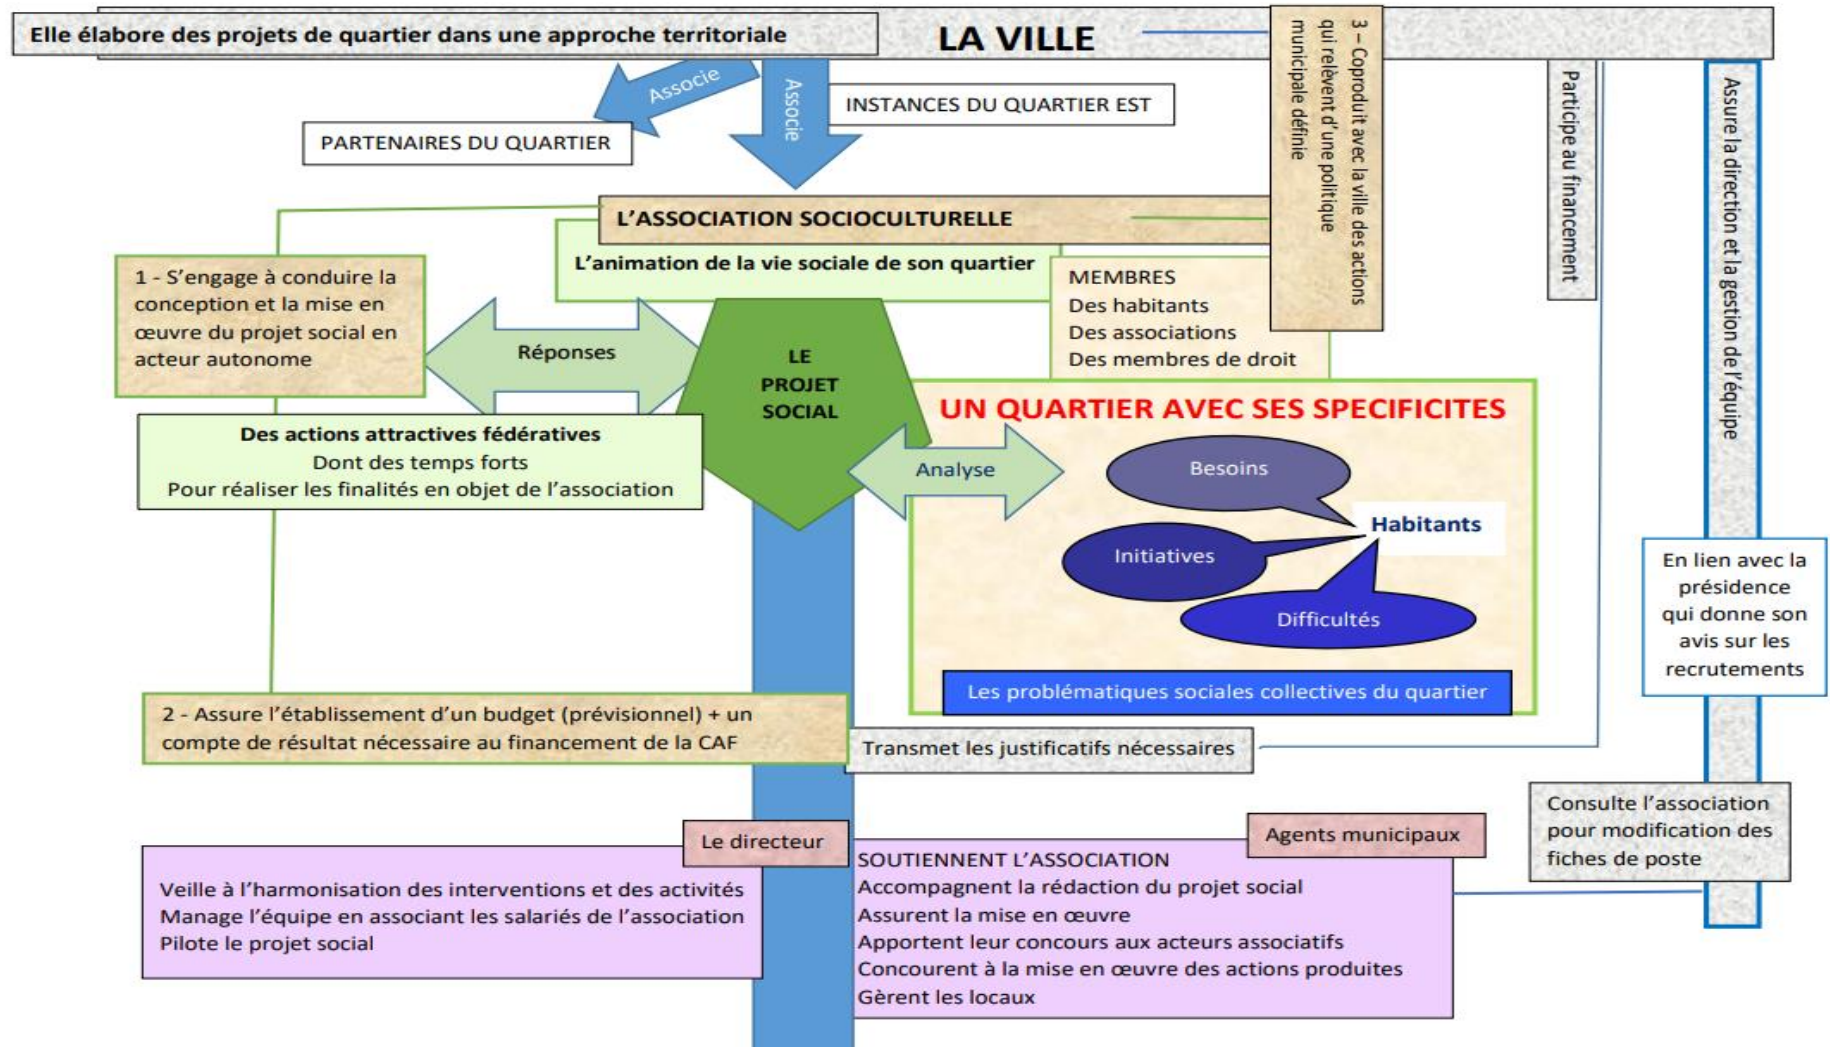 Elle élabore des projets de quartier dans une approche territoriale
LA VILLE
Associe
Associe
INSTANCES DU QUARTIER EST
PARTENAIRES DU QUARTIER
3 – Coproduit avec la ville des actions
qui relèvent d'une politique
municipale définie
Participe au financement
Assure la direction et la gestion de l'équipe
L'ASSOCIATION SOCIOCULTURELLE
L'animation de la vie sociale de son quartier
MEMBRES
Des habitants
Des associations
Des membres de droit
1 - S'engage à conduire la
conception et la mise en
œuvre du projet social en
acteur autonome
Réponses
LE
PROJET
SOCIAL
Des actions attractives fédératives
Dont des temps forts
Pour réaliser les finalités en objet de l'association
UN QUARTIER AVEC SES SPECIFICITES
Analyse
Besoins
Habitants
Initiatives
Difficultés
Les problématiques sociales collectives du quartier
En lien avec la
présidence
qui donne son
avis sur les
recrutements
2 - Assure l'établissement d'un budget (prévisionnel) + un
compte de résultat nécessaire au financement de la CAF
Transmet les justificatifs nécessaires
Consulte l'association
pour modification des
fiches de poste
Le directeur
Veille à l'harmonisation des interventions et des activités
Manage l'équipe en associant les salariés de l'association
Pilote le projet social
Agents municipaux
SOUTIENNENT L'ASSOCIATION
Accompagnent la rédaction du projet social
Assurent la mise en œuvre
Apportent leur concours aux acteurs associatifs
Concourent à la mise en œuvre des actions produites
Gèrent les locaux